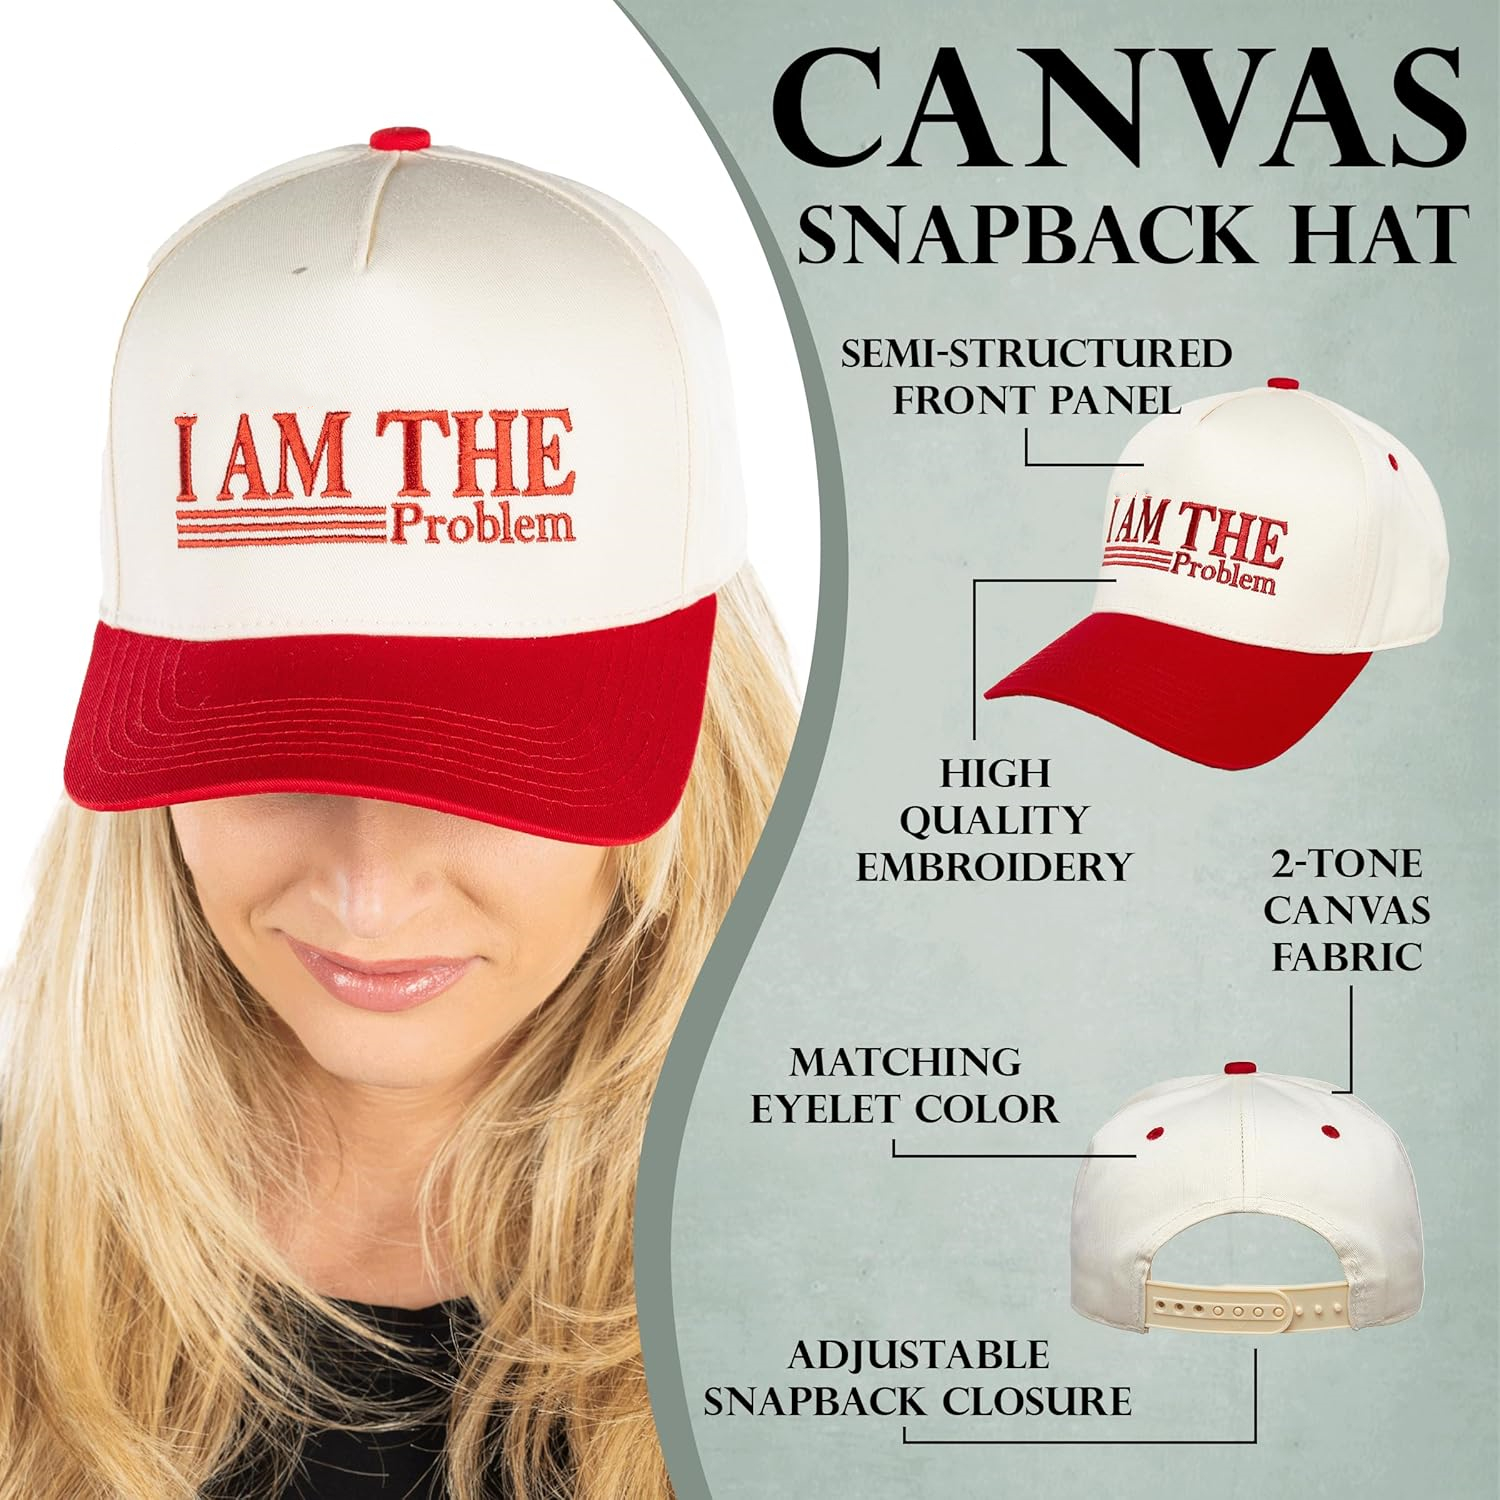 I AM THE
Problem
CANVAS
SNAPBACK HAT
SEMI-STRUCTURED
FRONT PANEL
I AM THE
Problem
HIGH
QUALITY
EMBROIDERY
2-TONE
CANVAS
FABRIC
MATCHING
EYELET COLOR
ADJUSTABLE
SNAPBACK CLOSURE